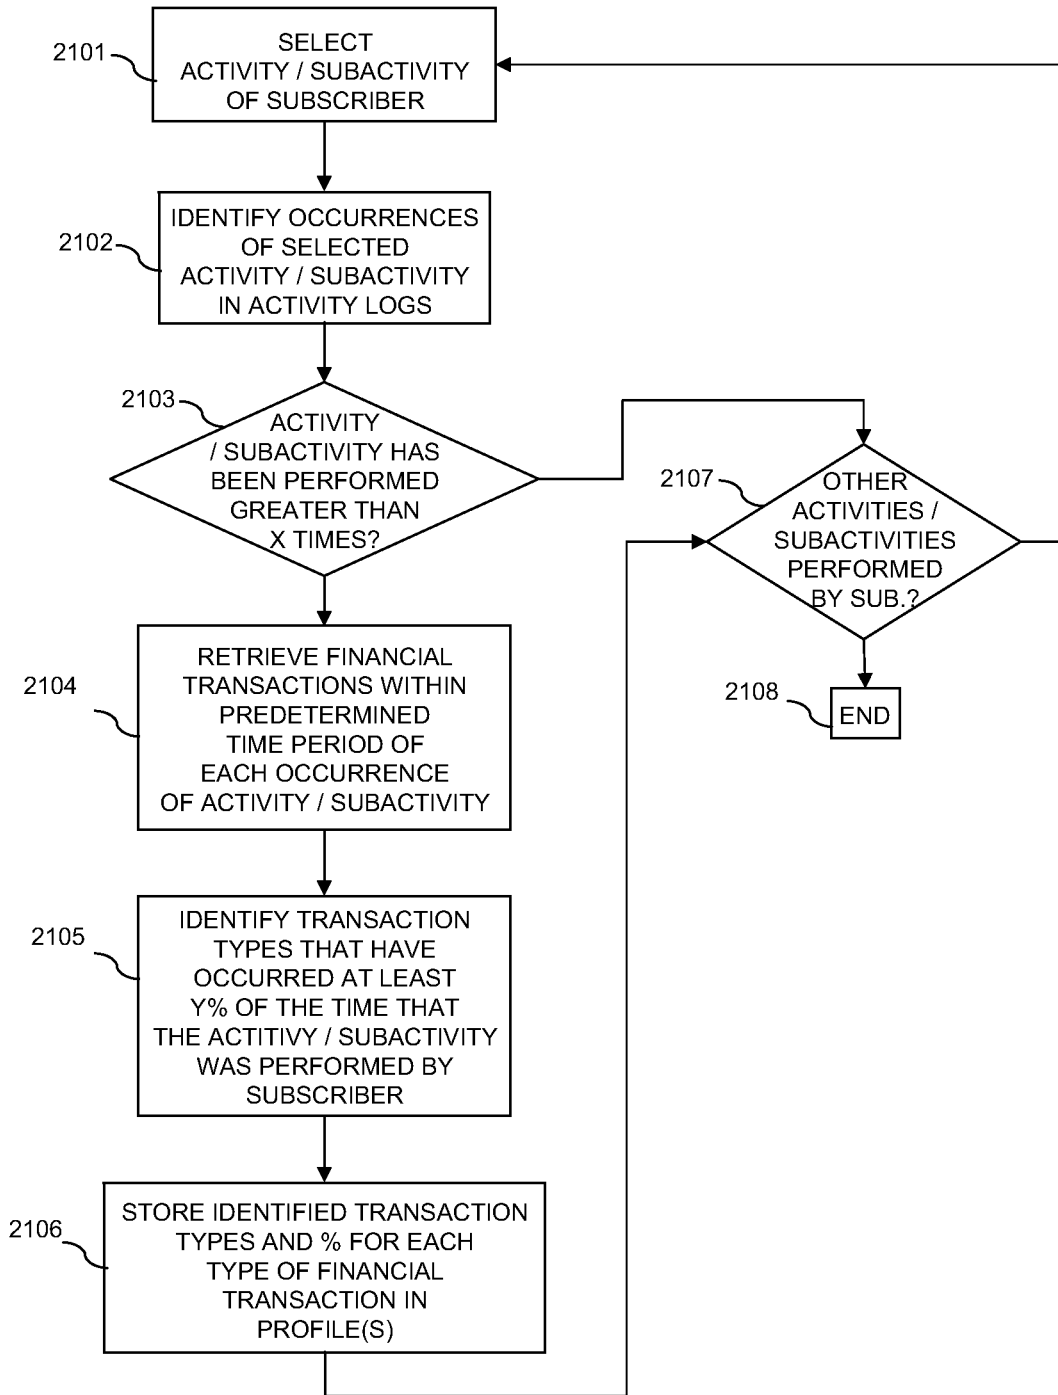 2101
SELECT
ACTIVITY / SUBACTIVITY
OF SUBSCRIBER
2102
IDENTIFY OCCURRENCES
OF SELECTED
ACTIVITY / SUBACTIVITY
IN ACTIVITY LOGS
2103
ACTIVITY
/ SUBACTIVITY HAS
BEEN PERFORMED
GREATER THAN
X TIMES?
2104
RETRIEVE FINANCIAL
TRANSACTIONS WITHIN
PREDETERMINED
TIME PERIOD OF
EACH OCCURRENCE
OF ACTIVITY / SUBACTIVITY
2105
IDENTIFY TRANSACTION
TYPES THAT HAVE
OCCURRED AT LEAST
Y% OF THE TIME THAT
THE ACTITIVY / SUBACTIVITY
WAS PERFORMED BY
SUBSCRIBER
2106
STORE IDENTIFIED TRANSACTION
TYPES AND % FOR EACH
TYPE OF FINANCIAL
TRANSACTION IN
PROFILE(S)
2107
OTHER
ACTIVITIES /
SUBACTIVITIES
PERFORMED
BY SUB.?
2108
END